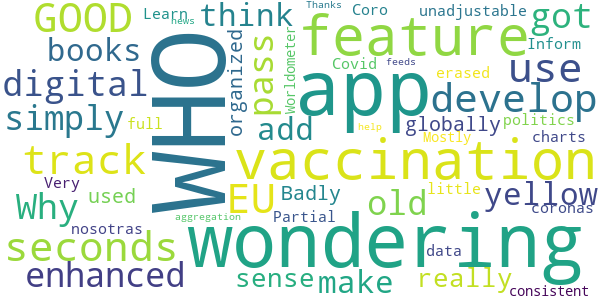 GOOD
Learn
news
think
Thanks
Coro
unadjustable
got
books
WHO
organized
pass
Worldometer
feature
Covid
feeds
Inform
use
digital
erased
app
develop
simply
full
add
help
globally
politics
Mostly
charts
track
vaccination
Very
used
EU
Badly
old
little
yellow
Why
nosotras
aggregation
Partial
coronas
seconds
wondering
data
enhanced
sense
make
really
consistent